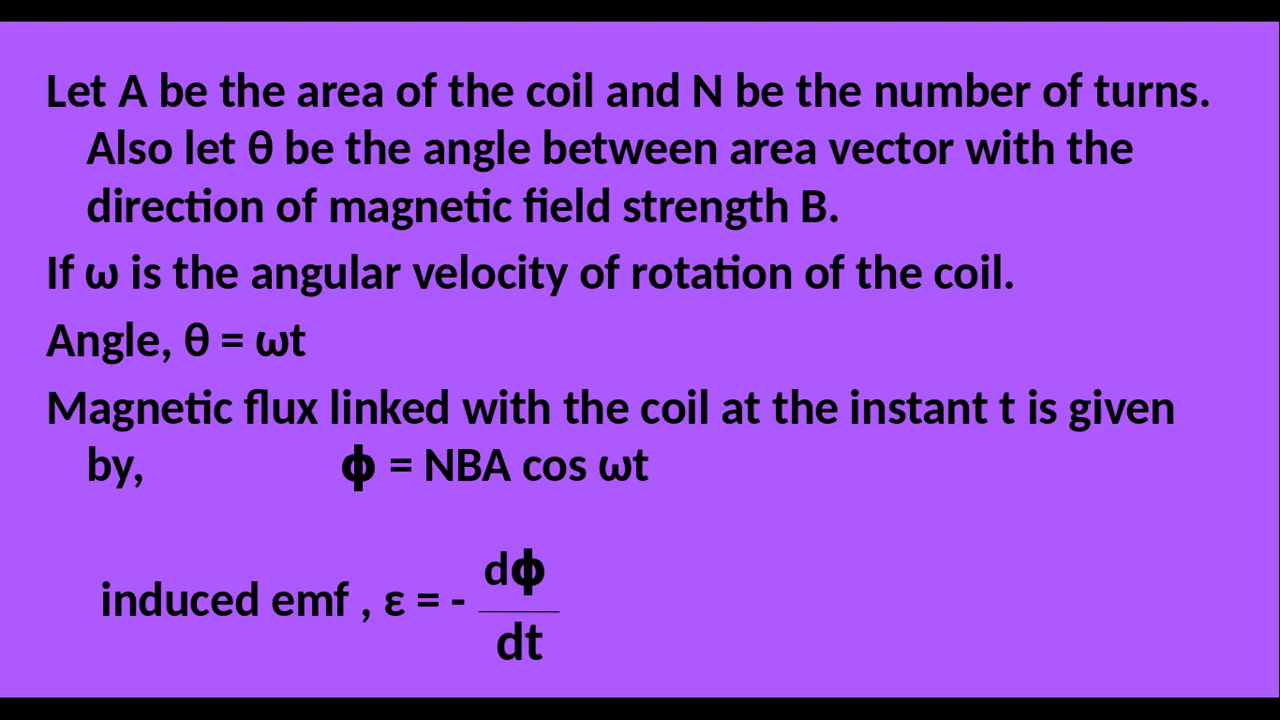 Let A be the area of the coil and N be the number of turns.
Also let θ be the angle between area vector with the
direction of magnetic field strength B.
If ω is the angular velocity of rotation of the coil.
Angle, θ = ωt
Magnetic flux linked with the coil at the instant t is given
by, ϕ = NBA cos ωt
dϕ
induced emf , ε = -
dt